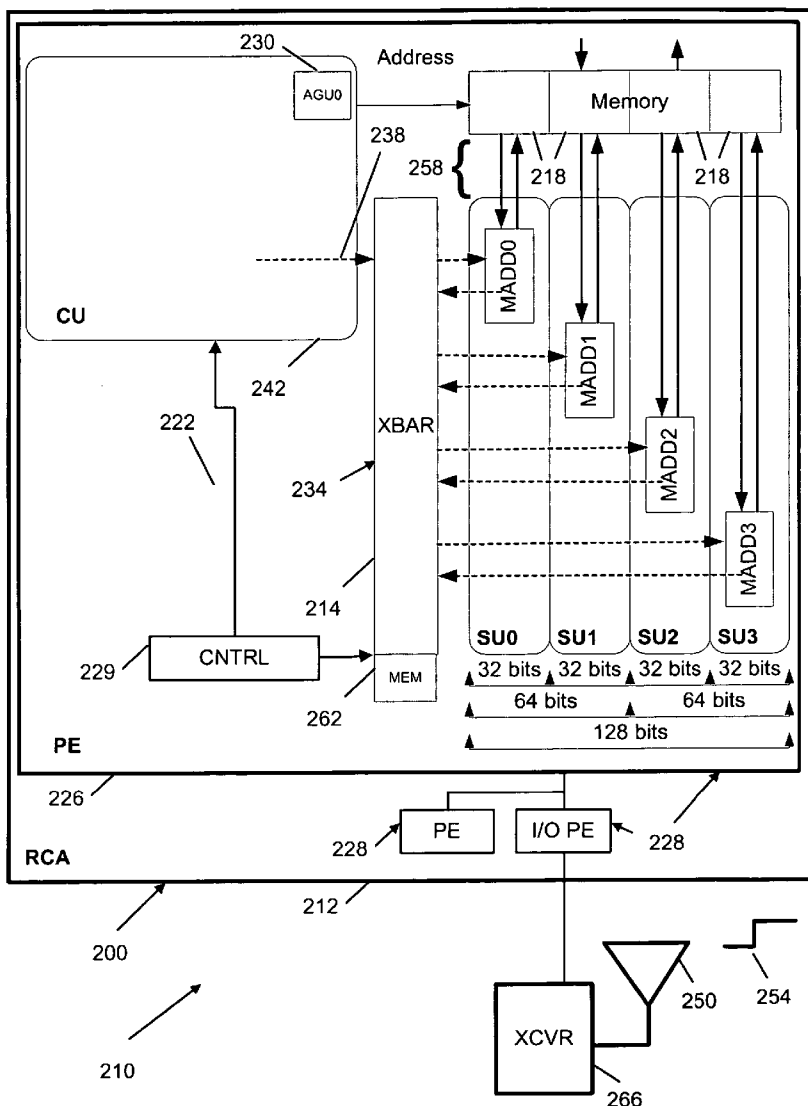 230
Address
AGU0
Memory
238
258
218
218
MADD0
CU
242
MADD1
222
XBAR
MADD2
234
MADD3
214
SU0 SU1 SU2 SU3
229
CNTRL
32 bits 32 bits 32 bits 32 bits
MEM
64 bits 64 bits
262
128 bits
PE
226
PE
I/O PE
228
228
RCA
212
200
250
254
XCVR
210
266